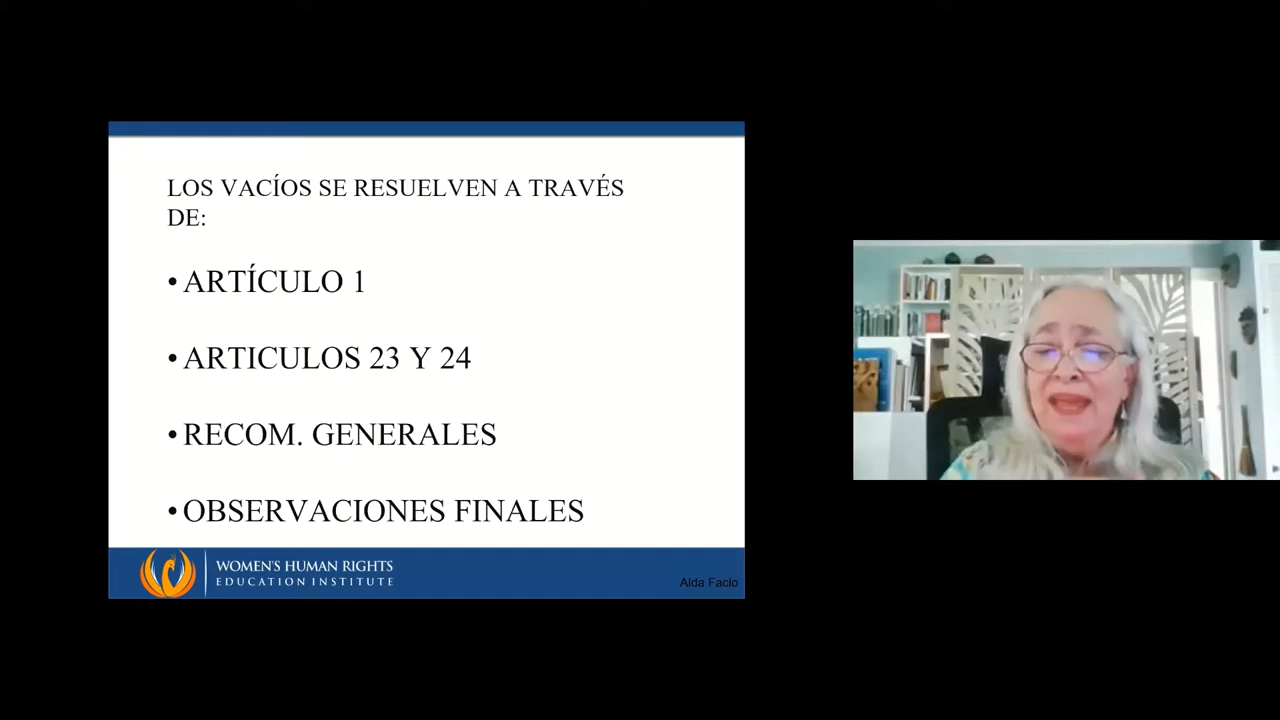 LOS VACÍOS SE RESUELVEN A TRAVÉS
DE:
• ARTÍCULO 1
• ARTICULOS 23 Y 24
• RECOM. GENERALES
• OBSERVACIONES FINALES
WOMEN'S HUMAN RIGHTS
EDUCATION INSTITUTE
Alda Facio